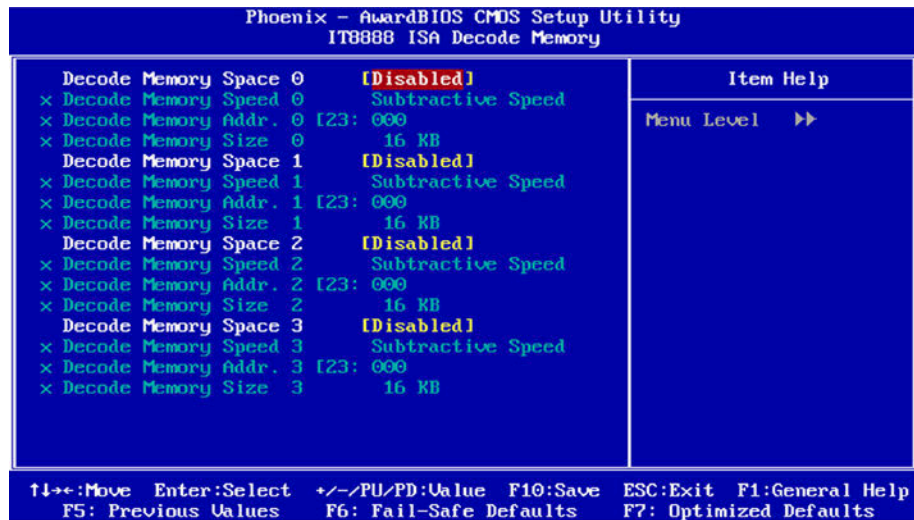 Phoenix - AwardBIOS CMOS Setup Utility
IT8888 ISA Decode Memory
Decode Memory Space 0 [Disabled]
x Decode Memory Speed 0 Subtractive Speed
x Decode Memory Addr. 0 [23: 000
x Decode Memory Size 0 16 KB
Decode Memory Space 1 [Disabled]
x Decode Memory Speed 1 Subtractive Speed
x Decode Memory Addr. 1 [23: 000
x Decode Memory Size 1 16 KB
Decode Memory Space 2 [Disabled]
x Decode Memory Speed 2 Subtractive Speed
x Decode Memory Addr. 2 [23: 000
x Decode Memory Size 2 16 KB
Decode Memory Space 3 [Disabled]
x Decode Memory Speed 3 Subtractive Speed
x Decode Memory Addr. 3 [23: 000
x Decode Memory Size 3 16 KB
Item Help
Menu Level ▶▶
↑↓→←:Move Enter:Select +/-/PU/PD:Value F10:Save ESC:Exit F1:General Help
F5: Previous Values F6: Fail-Safe Defaults F7: Optimized Defaults